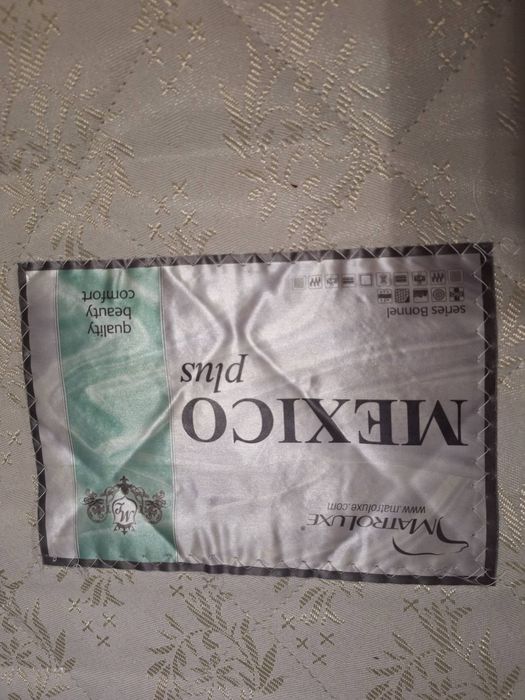 MATROLUXE®
www.matroluxe.com
MEXICO
plus
series Bonnel
quality
beauty
comfort